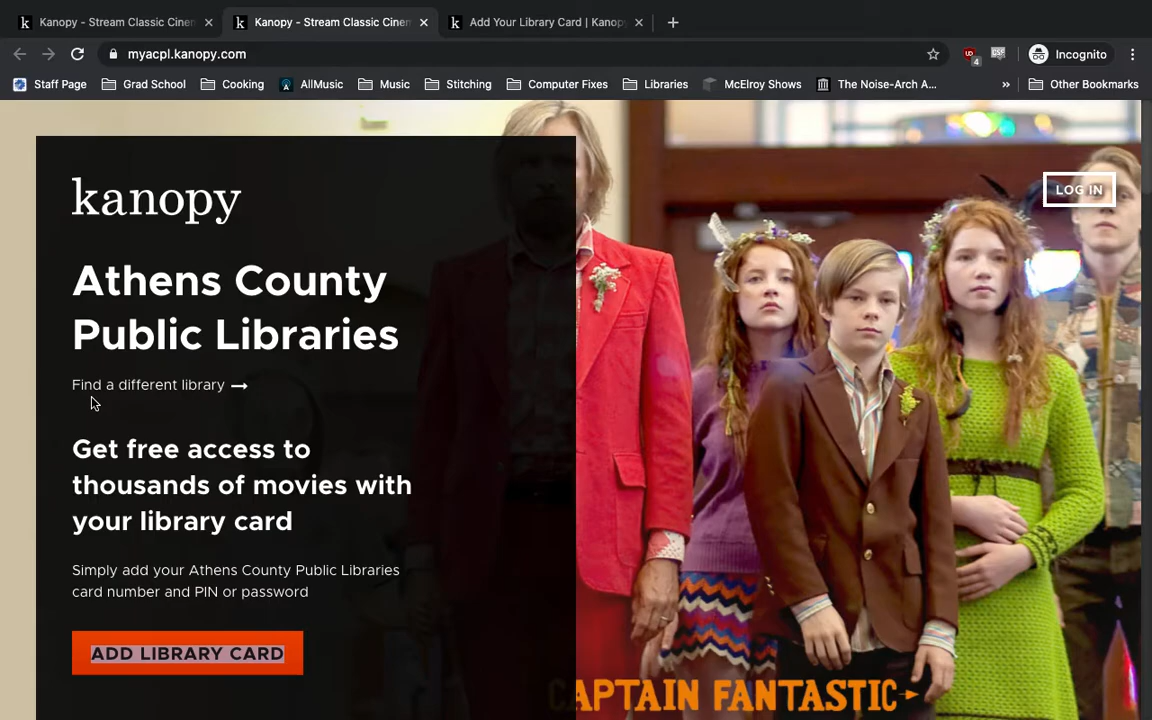 Kanopy - Stream Classic Cinem
Kanopy - Stream Classic Cinem
Add Your Library Card | Kanopy
myacpl.kanopy.com
4
Incognito
Staff Page
Grad School
Cooking
AllMusic
Music
Stitching
Computer Fixes
Libraries
McElroy Shows
The Noise-Arch A...
»
Other Bookmarks
kanopy
LOG IN
Athens County
Public Libraries
Find a different library
Get free access to
thousands of movies with
your library card
Simply add your Athens County Public Libraries
card number and PIN or password
ADD LIBRARY CARD
CAPTAIN FANTASTIC